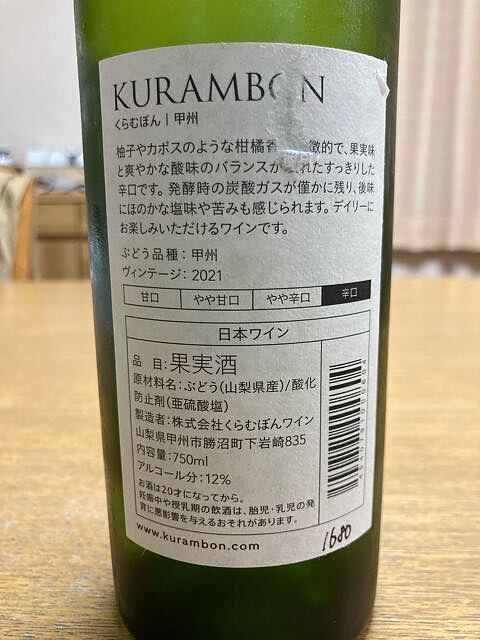 KURAMBON
くらむぼん | 甲州
柚子やカボスのような柑橘香 徴的で、果実味
と爽やかな酸味のバランスが れたすっきりした
辛口です。発酵時の炭酸ガスが僅かに残り、後味
にほのかな塩味や苦みも感じられます。デイリーに
お楽しみいただけるワインです。
ぶどう品種：甲州
ヴィンテージ：2021
甘口 やや甘口 やや辛口 辛口
日本ワイン
品 目：果実酒
原材料名：ぶどう(山梨県産)/酸化
防止剤(亜硫酸塩)
製造者：株式会社くらむぼんワイン
山梨県甲州市勝沼町下岩崎835
内容量：750ml
アルコール分：12%
お酒は20才になってから。
妊娠中や授乳期の飲酒は、胎児・乳児の発
育に悪影響を与えるおそれがあります。
www.kurambon.com
1680